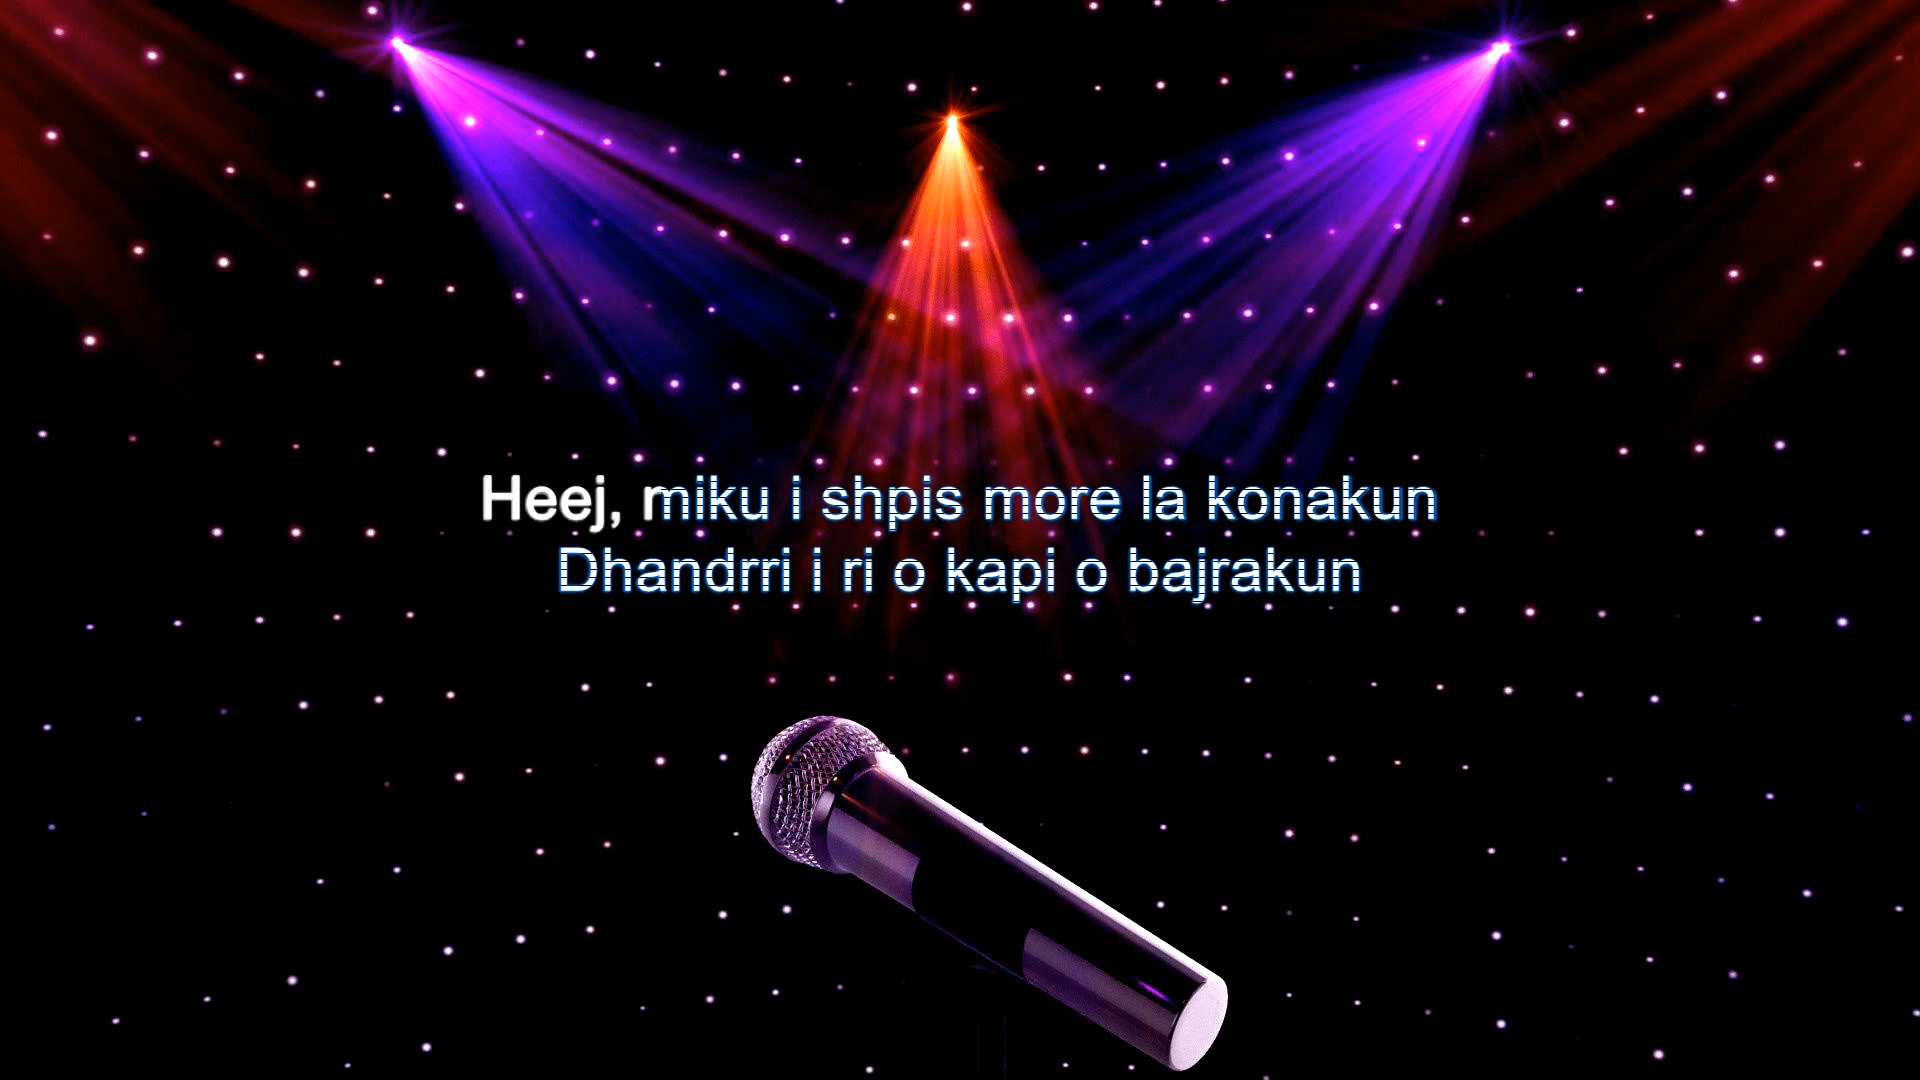 Heej, miku i shpis more la konakun
Dhandrri i ri o kapi o bajrakun